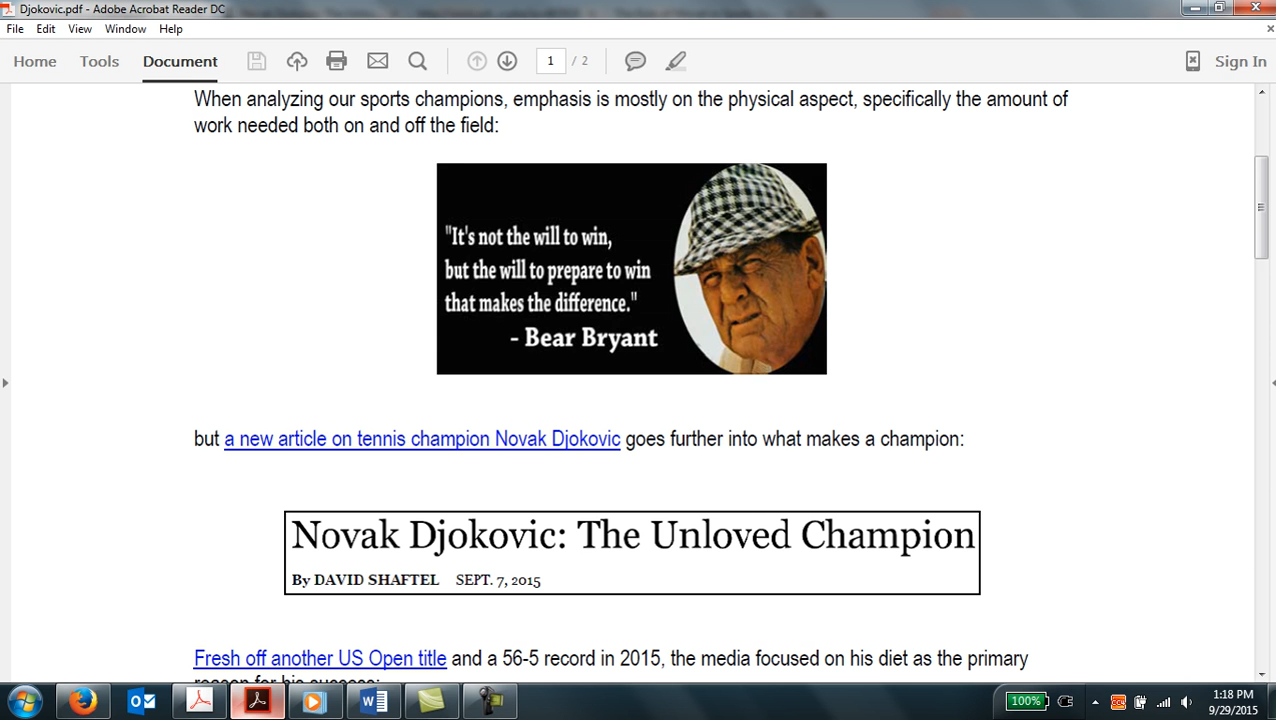 Djokovic.pdf - Adobe Acrobat Reader DC
File Edit View Window Help
Home Tools Document 1 / 2 Sign In
When analyzing our sports champions, emphasis is mostly on the physical aspect, specifically the amount of
work needed both on and off the field:
"It's not the will to win,
but the will to prepare to win
that makes the difference."
- Bear Bryant
but a new article on tennis champion Novak Djokovic goes further into what makes a champion:
Novak Djokovic: The Unloved Champion
By DAVID SHAFTEL SEPT. 7, 2015
Fresh off another US Open title and a 56-5 record in 2015, the media focused on his diet as the primary
reason for his success:
100%
1:18 PM
9/29/2015